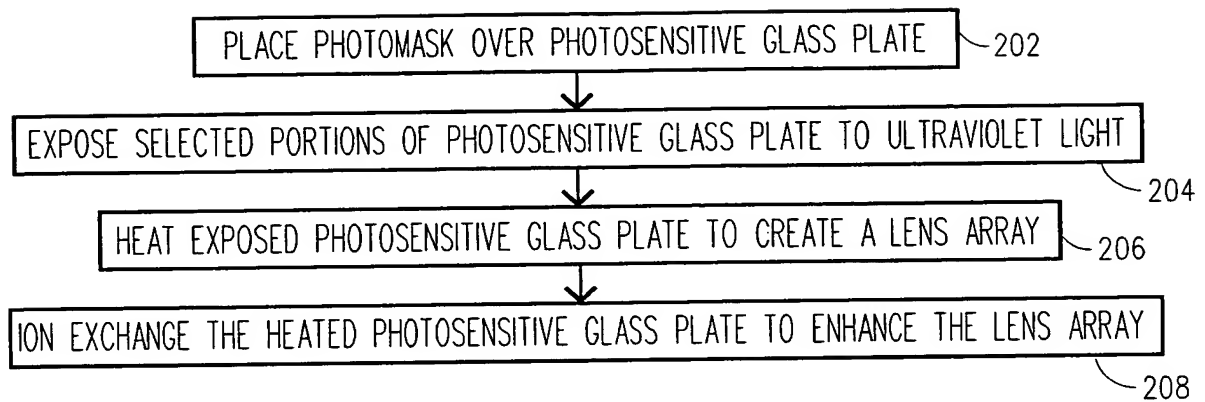 PLACE PHOTOMASK OVER PHOTOSENSITIVE GLASS PLATE
202
EXPOSE SELECTED PORTIONS OF PHOTOSENSITIVE GLASS PLATE TO ULTRAVIOLET LIGHT
204
HEAT EXPOSED PHOTOSENSITIVE GLASS PLATE TO CREATE A LENS ARRAY
206
ION EXCHANGE THE HEATED PHOTOSENSITIVE GLASS PLATE TO ENHANCE THE LENS ARRAY
208